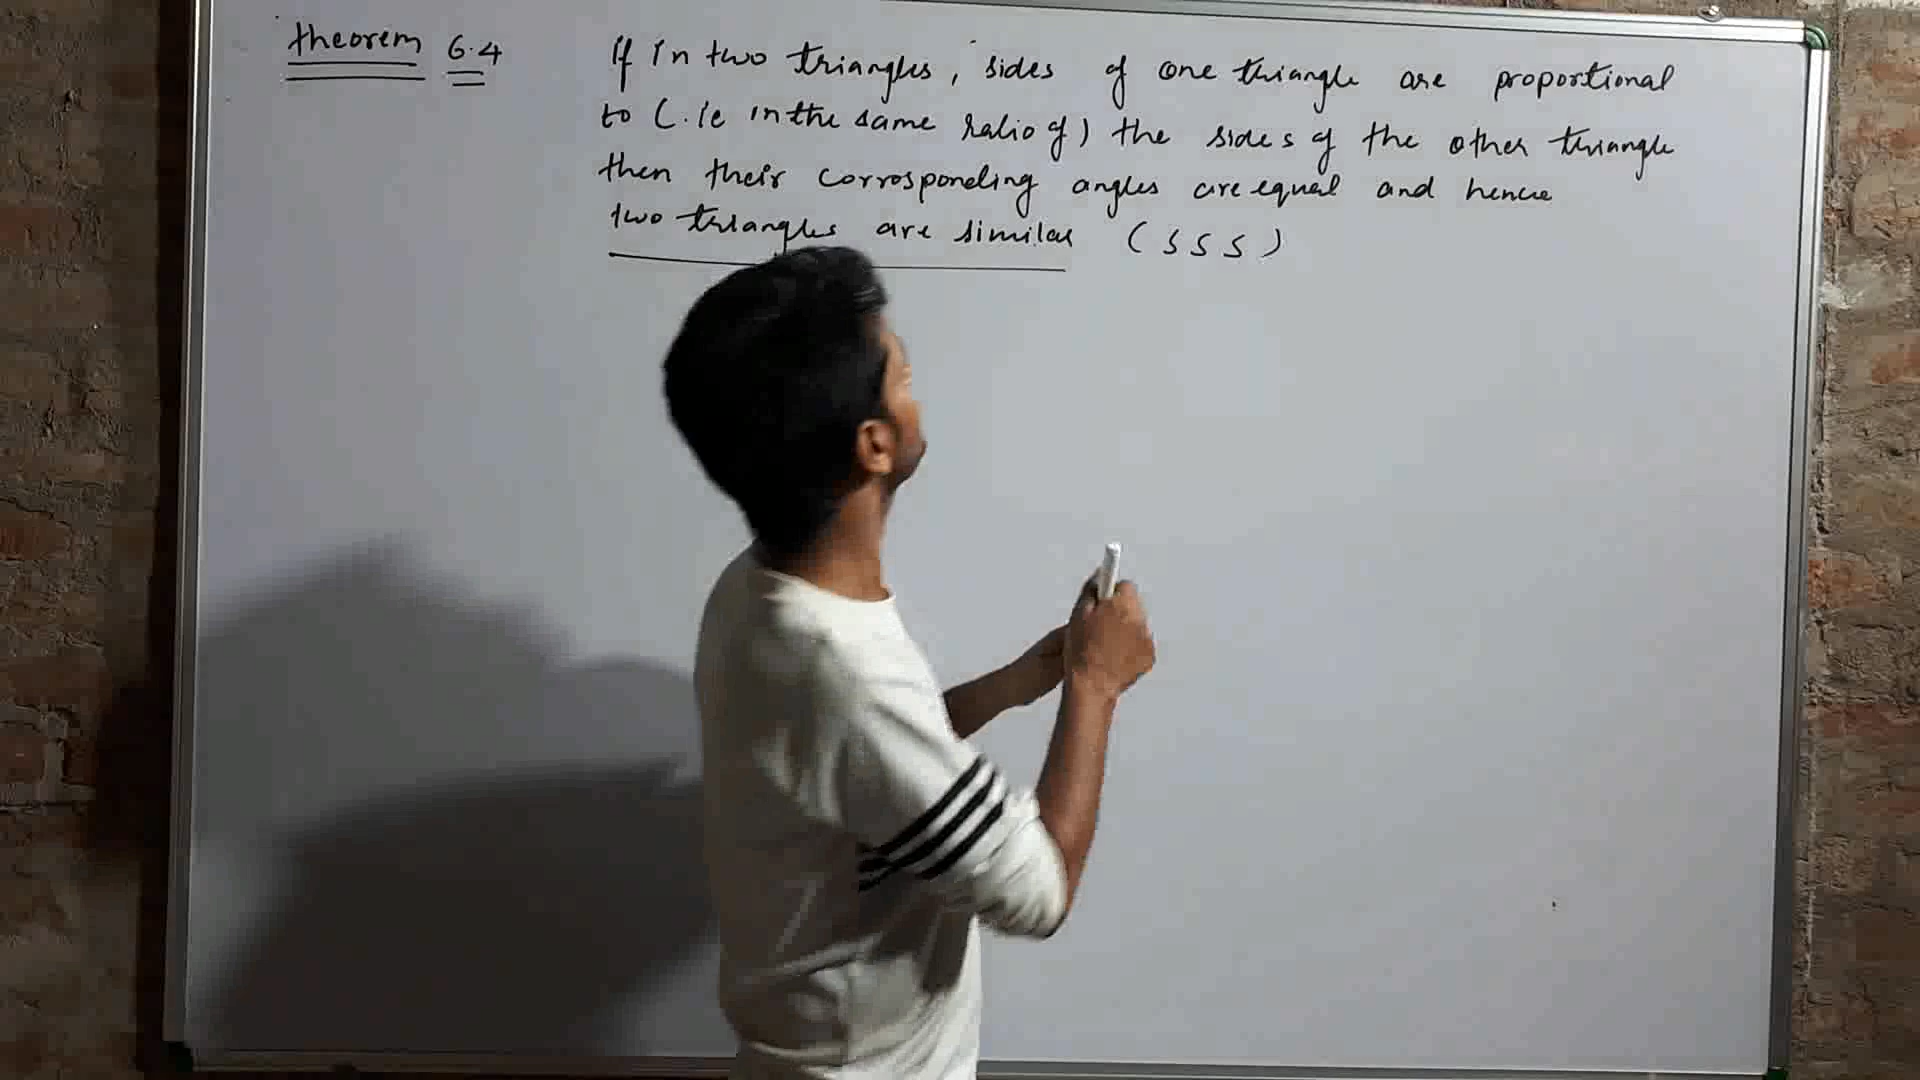 theorem 6.4
If in two triangles, sides of one triangle are proportional
to (.ie in the same ratio of) the sides of the other triangle
then their corrosponding angles are equal and hence
two triangles are similar (SSS)